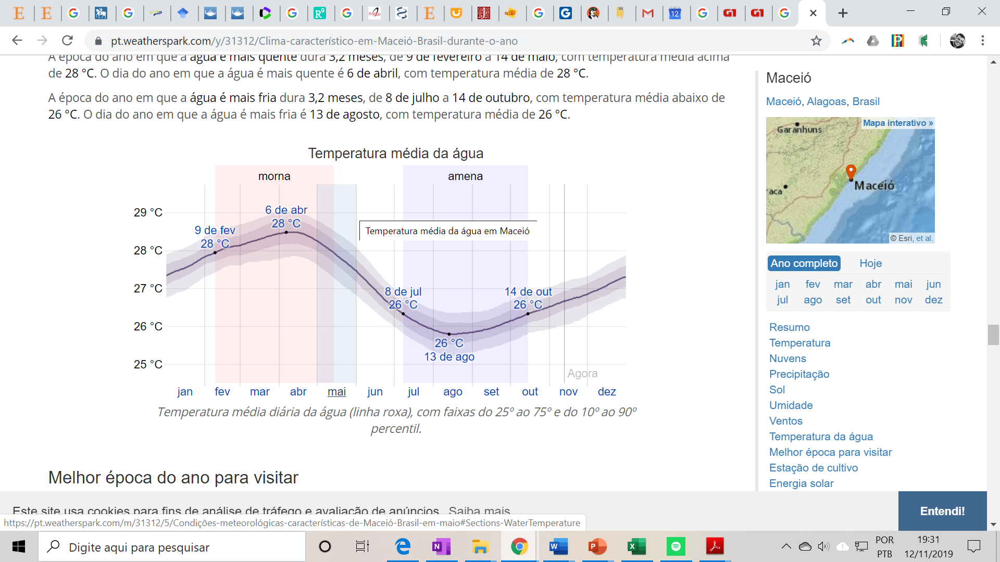 pt.weatherspark.com/y/31312/Clima-característico-em-Maceió-Brasil-durante-o-ano
A época do ano em que a água é mais quente dura 3,2 meses, de 9 de fevereiro a 14 de maio, com temperatura média acima
de 28 °C. O dia do ano em que a água é mais quente é 6 de abril, com temperatura média de 28 °C.
A época do ano em que a água é mais fria dura 3,2 meses, de 8 de julho a 14 de outubro, com temperatura média abaixo de
26 °C. O dia do ano em que a água é mais fria é 13 de agosto, com temperatura média de 26 °C.
Temperatura média da água
morna
amena
29 °C
28 °C
27 °C
26 °C
25 °C
9 de fev
28 °C
6 de abr
28 °C
Temperatura média da água em Maceió
8 de jul
26 °C
26 °C
13 de ago
14 de out
26 °C
Agora
jan fev mar abr mai jun jul ago set out nov dez
Temperatura média diária da água (linha roxa), com faixas do 25º ao 75º e do 10º ao 90º
percentil.
Melhor época do ano para visitar
Maceió
Maceió, Alagoas, Brasil
Mapa interativo »
Garanhuns
Maceió
raca
© Esri, et al.
Ano completo Hoje
jan fev mar abr mai jun
jul ago set out nov dez
Resumo
Temperatura
Nuvens
Precipitação
Sol
Umidade
Ventos
Temperatura da água
Melhor época para visitar
Estação de cultivo
Energia solar
Este site usa cookies para fins de análise de tráfego e avaliação de anúncios. Saiba mais
Entendi!
https://pt.weatherspark.com/m/31312/5/Condições-meteorológicas-características-de-Maceió-Brasil-em-maio#Sections-WaterTemperature
Digite aqui para pesquisar
POR
PTB
19:31
12/11/2019